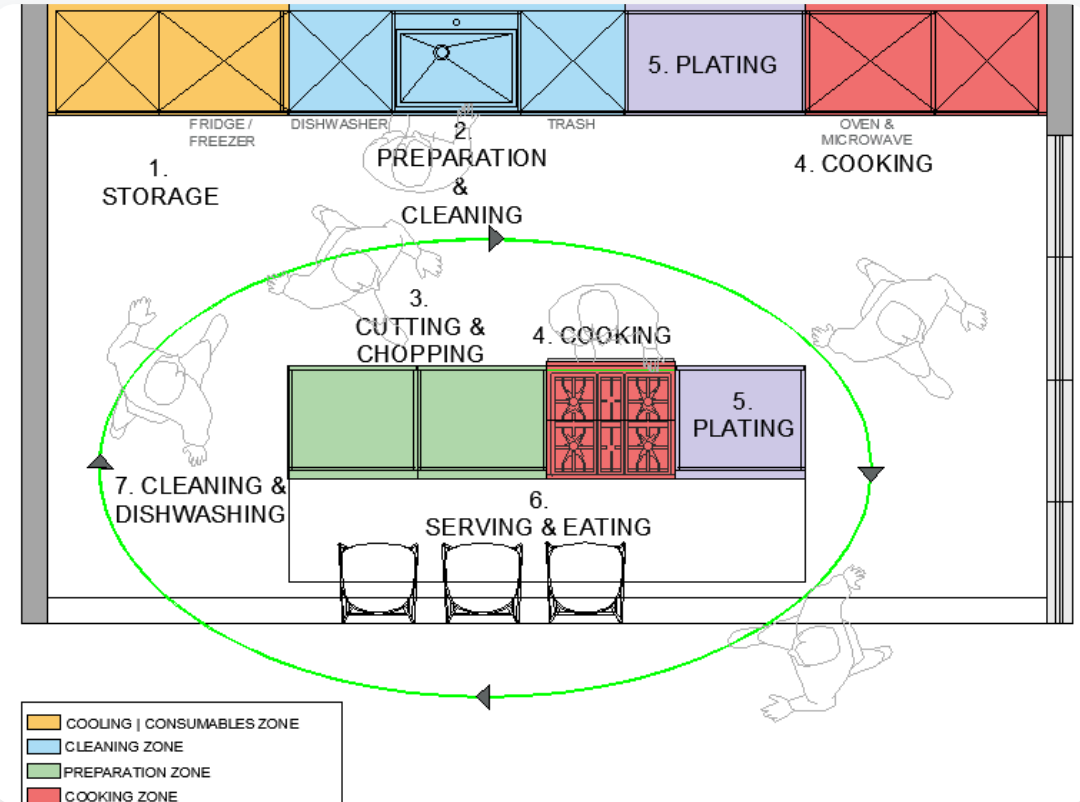 5. PLATING
FRIDGE /
FREEZER
DISHWASHER
TRASH
OVEN &
MICROWAVE
1.
STORAGE
2.
PREPARATION
&
CLEANING
4. COOKING
3.
CUTTING &
CHOPPING
4. COOKING
5.
PLATING
7. CLEANING &
DISHWASHING
6.
SERVING & EATING
COOLING | CONSUMABLES ZONE
CLEANING ZONE
PREPARATION ZONE
COOKING ZONE